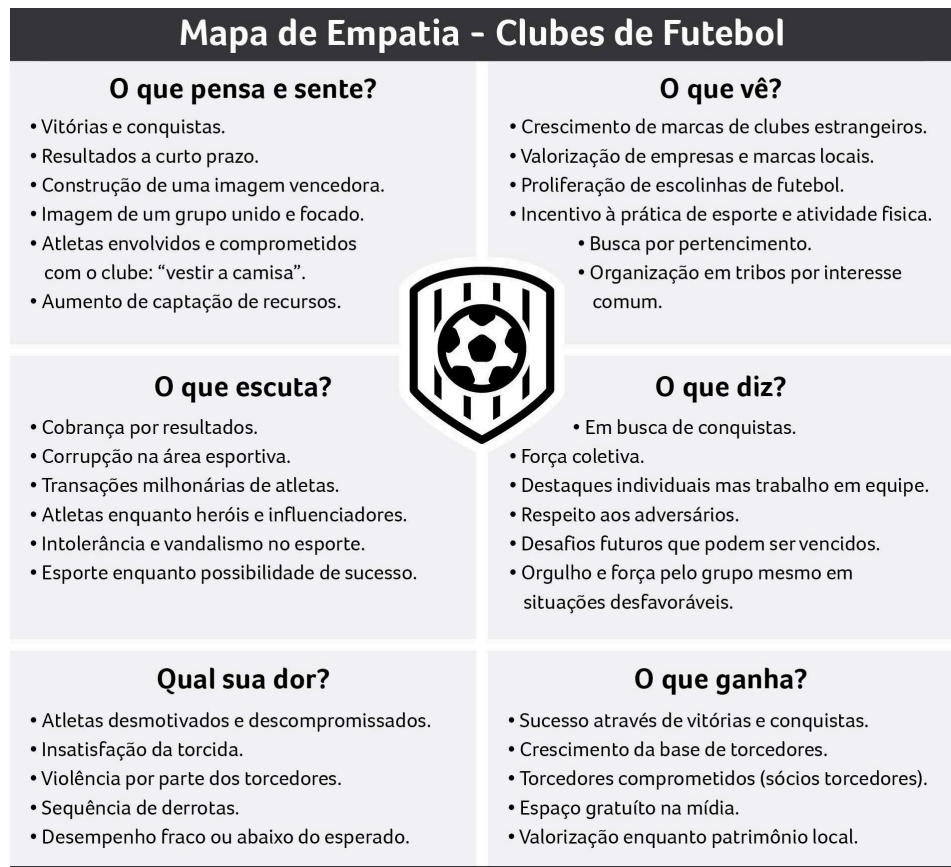 Mapa de Empatia - Clubes de Futebol
O que pensa e sente?
• Vitórias e conquistas.
• Resultados a curto prazo.
• Construção de uma imagem vencedora.
• Imagem de um grupo unido e focado.
• Atletas envolvidos e comprometidos
com o clube: “vestir a camisa”.
• Aumento de captação de recursos.
O que vê?
• Crescimento de marcas de clubes estrangeiros.
• Valorização de empresas e marcas locais.
• Proliferação de escolinhas de futebol.
• Incentivo à prática de esporte e atividade fisica.
• Busca por pertencimento.
• Organização em tribos por interesse
comum.
O que escuta?
• Cobrança por resultados.
• Corrupção na área esportiva.
• Transações milhonárias de atletas.
• Atletas enquanto heróis e influenciadores.
• Intolerância e vandalismo no esporte.
• Esporte enquanto possibilidade de sucesso.
O que diz?
• Em busca de conquistas.
• Força coletiva.
• Destaques individuais mas trabalho em equipe.
• Respeito aos adversários.
• Desafios futuros que podem ser vencidos.
• Orgulho e força pelo grupo mesmo em
situações desfavoráveis.
Qual sua dor?
• Atletas desmotivados e descompromissados.
• Insatisfação da torcida.
• Violência por parte dos torcedores.
• Sequência de derrotas.
• Desempenho fraco ou abaixo do esperado.
O que ganha?
• Sucesso através de vitórias e conquistas.
• Crescimento da base de torcedores.
• Torcedores comprometidos (sócios torcedores).
• Espaço gratuíto na mídia.
• Valorização enquanto patrimônio local.